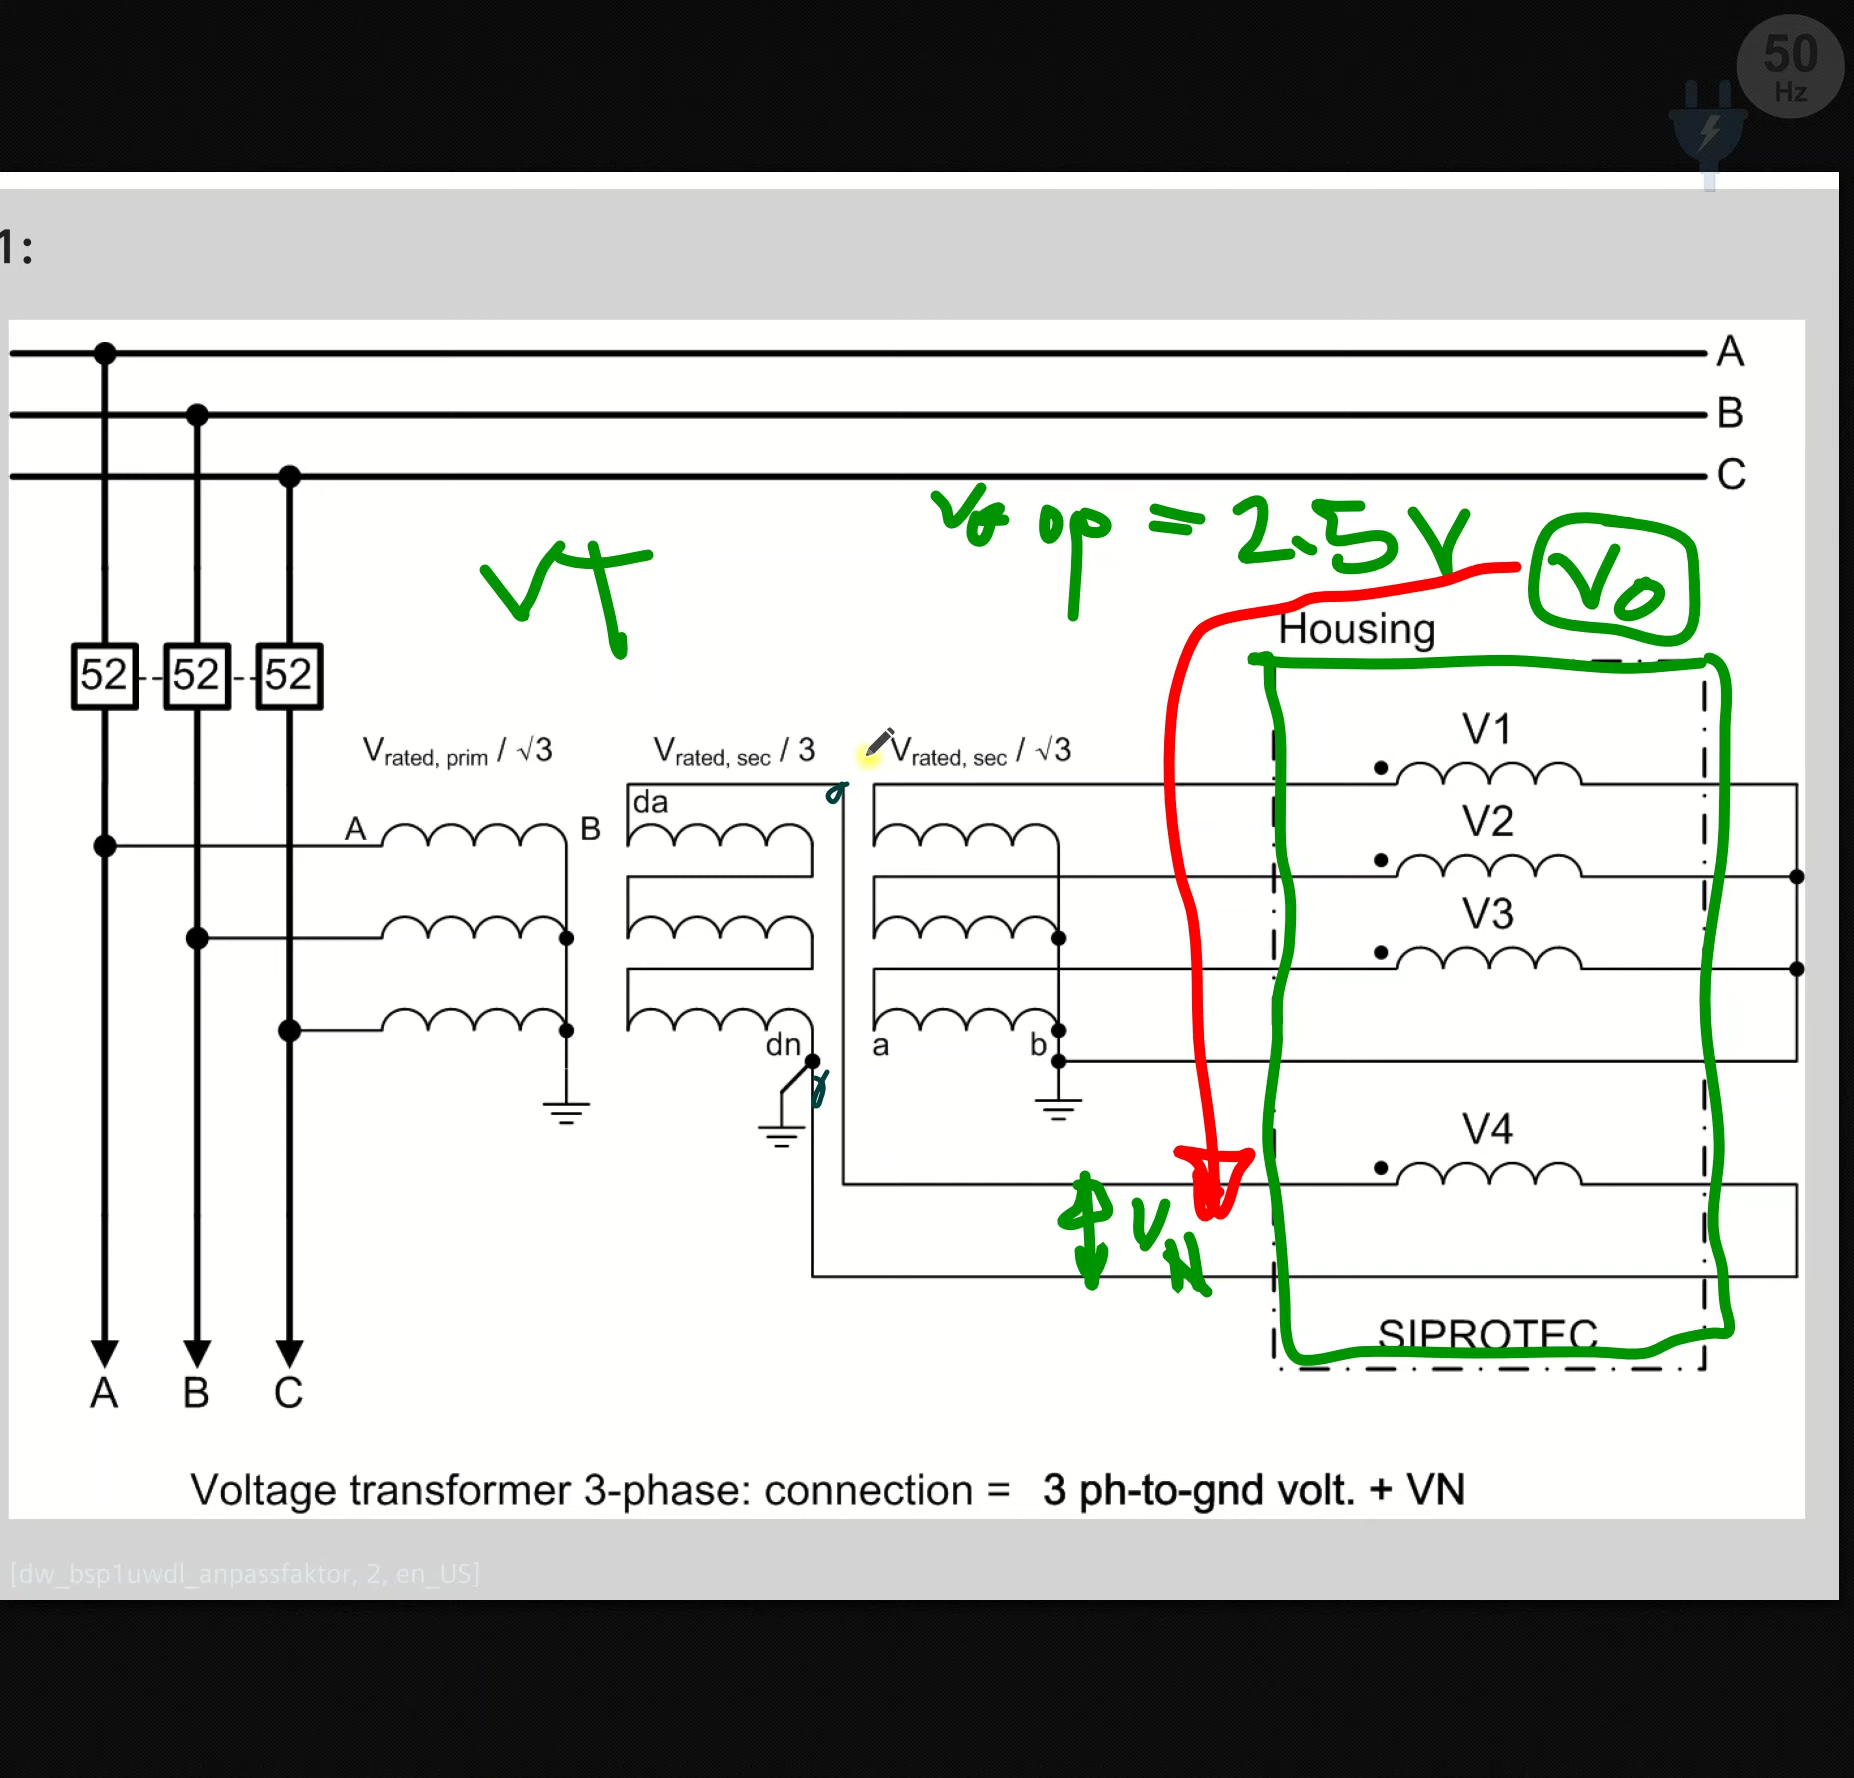 50
Hz
1:
A
B
C
V0 op = 2.5V
V0
VT
Housing
52 52 52
Vrated, prim / √3
Vrated, sec / 3
Vrated, sec / √3
V1
da
A
B
V2
V3
dn
a
b
V4
VN
SIPROTEC
A B C
Voltage transformer 3-phase: connection = 3 ph-to-gnd volt. + VN
[dw_bsp1uwdl_anpassfaktor, 2, en_US]